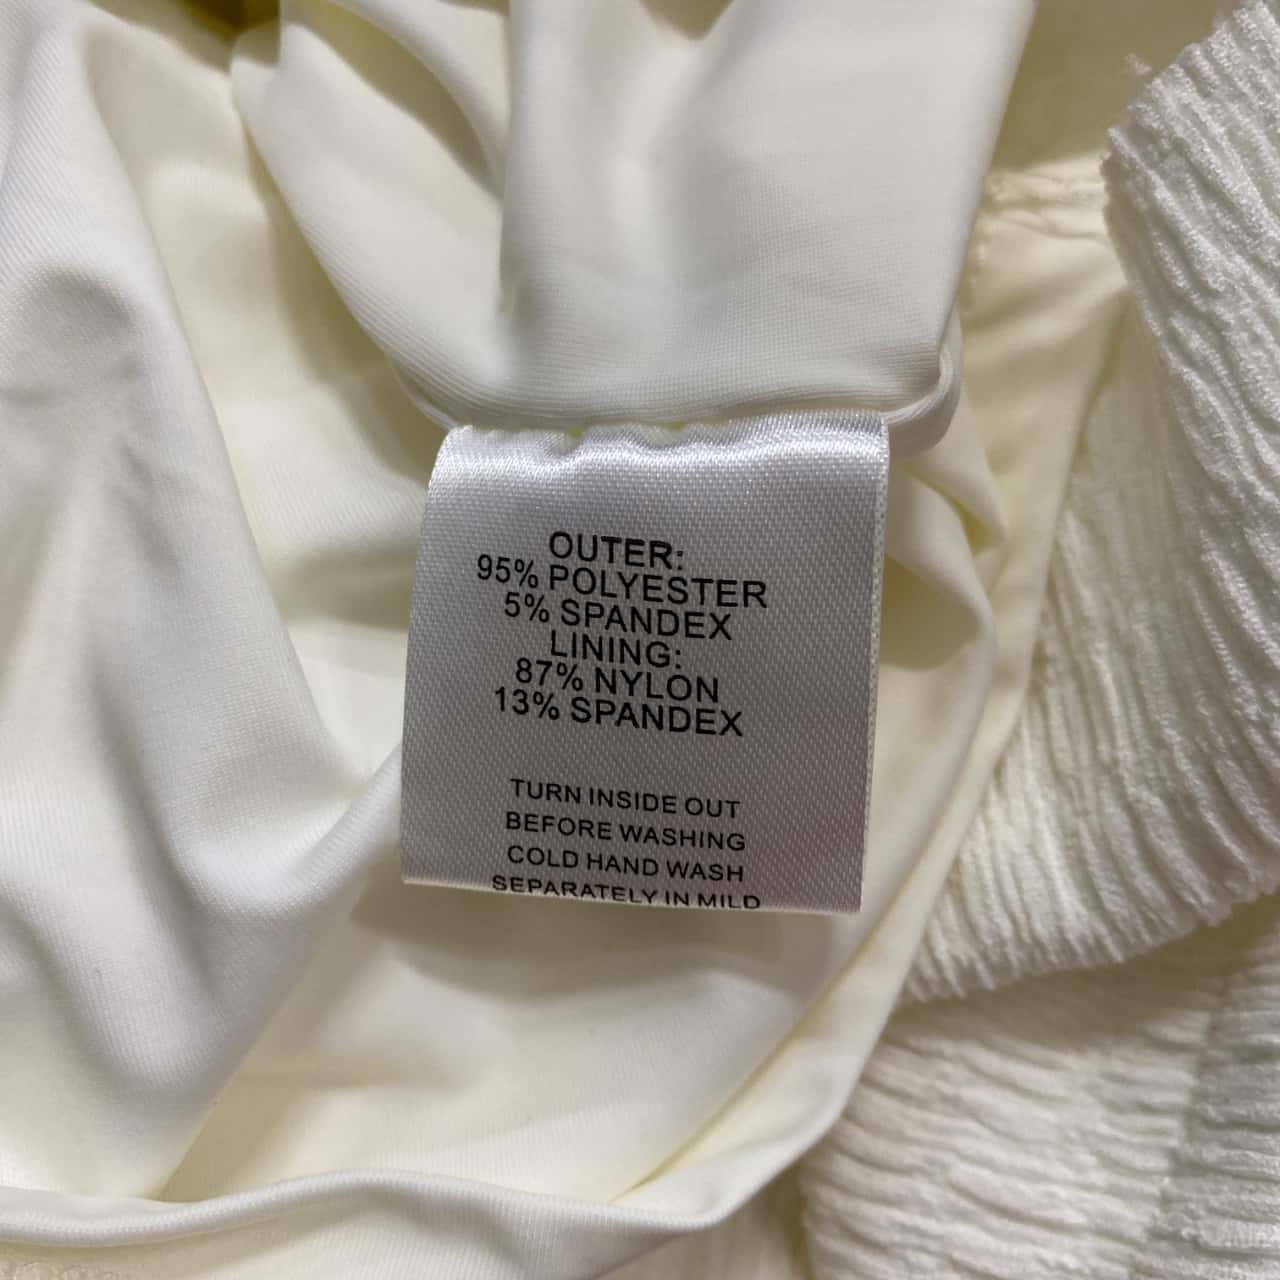 OUTER:
95% POLYESTER
5% SPANDEX
LINING:
87% NYLON
13% SPANDEX
TURN INSIDE OUT
BEFORE WASHING
COLD HAND WASH
SEPARATELY IN MILD